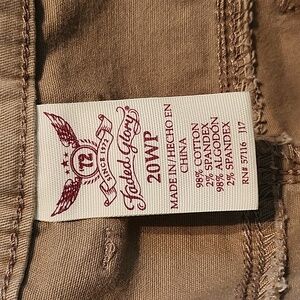 72
SINCE 1972
Faded Glory
20WP
MADE IN/HECHO EN
CHINA
98% COTTON
2% SPANDEX
98% ALGODÓN
2% SPANDEX
RN# 57116 J17